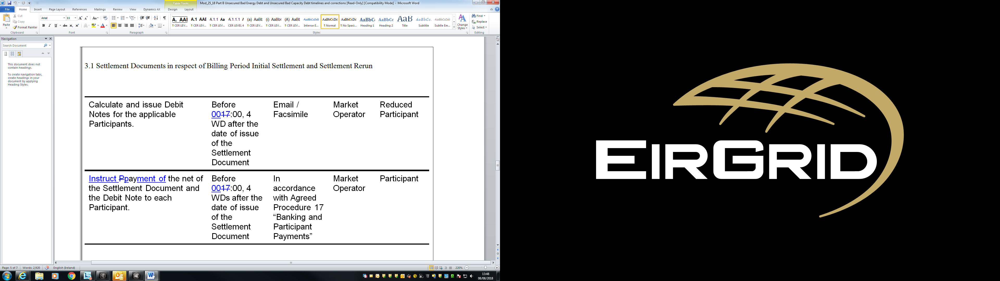 Table Tools
Mod_25_18 Part B Unsecured Bad Energy Debt and Unsecured Bad Capacity Debt timelines and corrections [Read-Only] [Compatibility Mode] - Microsoft Word
File Home Insert Page Layout References Mailings Review View Dynamics AX Design Layout
Paste
Cut
Copy
Format Painter
Clipboard
Arial 11
Font
Paragraph
A. AAB A.1 AAB A.1.1 Aa A.1.1.1 A (a) AaBb (i) AaBb (A) AaBb AaBbCcDd AaBbCcDd AaBbCcDd AaBbC AaBbCc AaB AaBbCc. AaBbCcDd
¶ CER LEV... ¶ CER LEV... ¶ CER LEV... CER LEVEL 4 ¶ CER LEV... ¶ CER LEV... ¶ CER LEV... Intense E... ¶ Normal ¶ No Spaci... Heading 1 Heading 2 Title Subtitle Subtle Em...
Styles
Change Styles
Find
Replace
Select
Editing
Navigation
Search Document
This document does not
contain headings.
To create navigation tabs,
create headings in your
document by applying
Heading Styles.
3.1 Settlement Documents in respect of Billing Period Initial Settlement and Settlement Rerun
Calculate and issue Debit
Notes for the applicable
Participants.
Before
0017:00, 4
WD after the
date of issue
of the
Settlement
Document
Email /
Facsimile
Market
Operator
Reduced
Participant
Instruct Ppayment of the net of
the Settlement Document and
the Debit Note to each
Participant.
Before
0017:00, 4
WDs after the
date of issue
of the
Settlement
Document
In
accordance
with Agreed
Procedure 17
“Banking and
Participant
Payments”
Market
Operator
Participant
Page: 5 of 7 Words: 2,920 English (Ireland) 220%
13:48
08/08/2018
EIRGRID